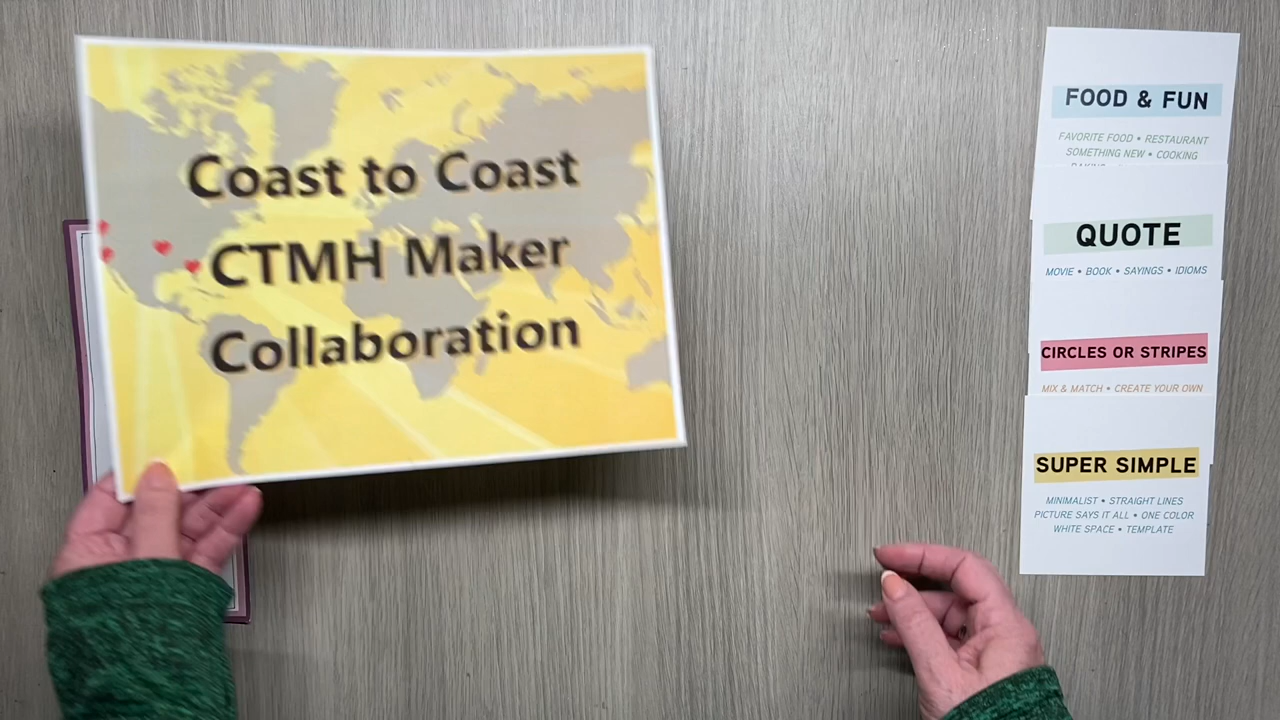 Coast to Coast
CTMH Maker
Collaboration
FOOD & FUN
FAVORITE FOOD • RESTAURANT
SOMETHING NEW • COOKING
QUOTE
MOVIE • BOOK • SAYINGS • IDIOMS
CIRCLES OR STRIPES
MIX & MATCH • CREATE YOUR OWN
SUPER SIMPLE
MINIMALIST • STRAIGHT LINES
PICTURE SAYS IT ALL • ONE COLOR
WHITE SPACE • TEMPLATE